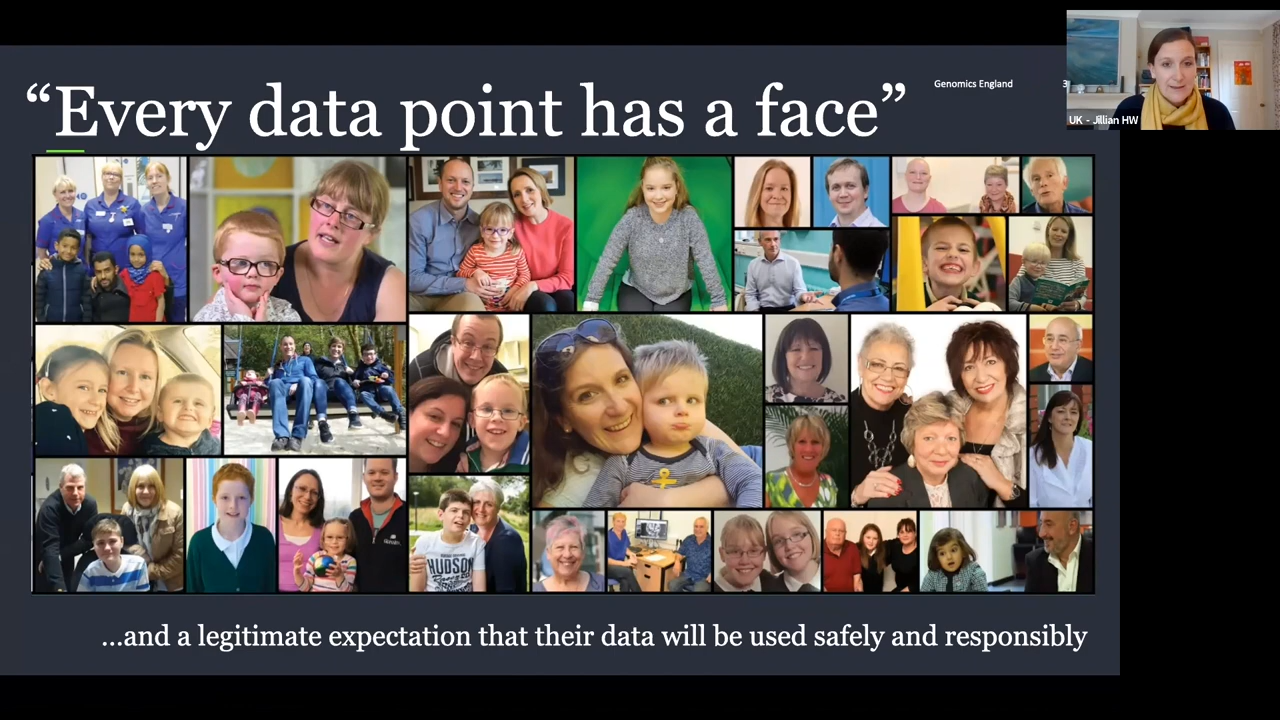 “Every data point has a face”
Genomics England
3
UK - Jillian HW
HUDSON
...and a legitimate expectation that their data will be used safely and responsibly